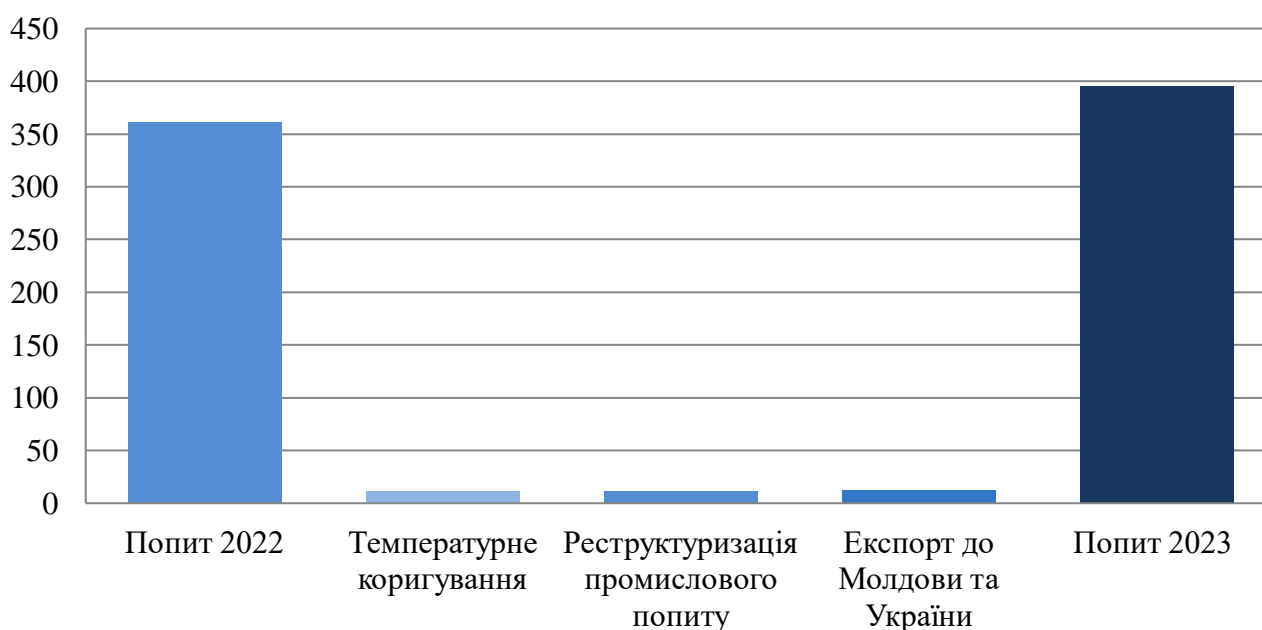 450
400
350
300
250
200
150
100
50
0
Попит 2022
Температурне
коригування
Реструктуризація
промислового
попиту
Експорт до
Молдови та
України
Попит 2023